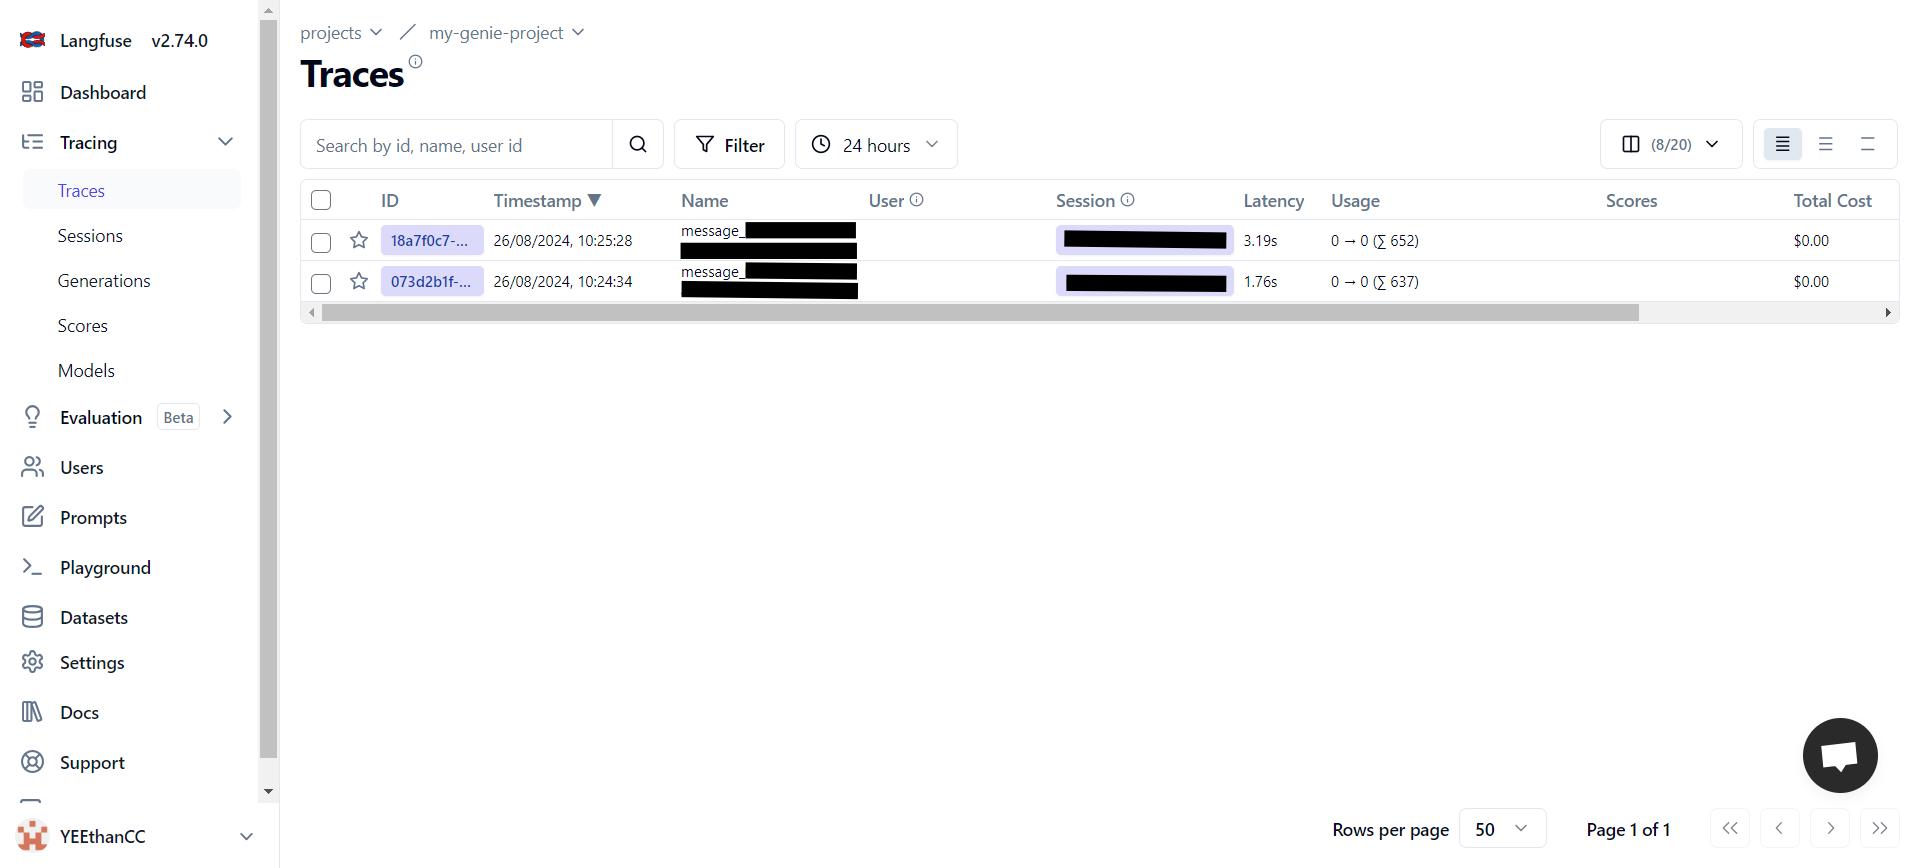 Langfuse v2.74.0
Dashboard
Tracing
Traces
Sessions
Generations
Scores
Models
Evaluation Beta
Users
Prompts
Playground
Datasets
Settings
Docs
Support
YEEthanCC
projects / my-genie-project
Traces
Search by id, name, user id
Filter
24 hours
(8/20)
ID Timestamp ▼ Name User Session Latency Usage Scores Total Cost
18a7f0c7-... 26/08/2024, 10:25:28 message_ 3.19s 0 → 0 (∑ 652) $0.00
073d2b1f-... 26/08/2024, 10:24:34 message_ 1.76s 0 → 0 (∑ 637) $0.00
Rows per page 50 Page 1 of 1